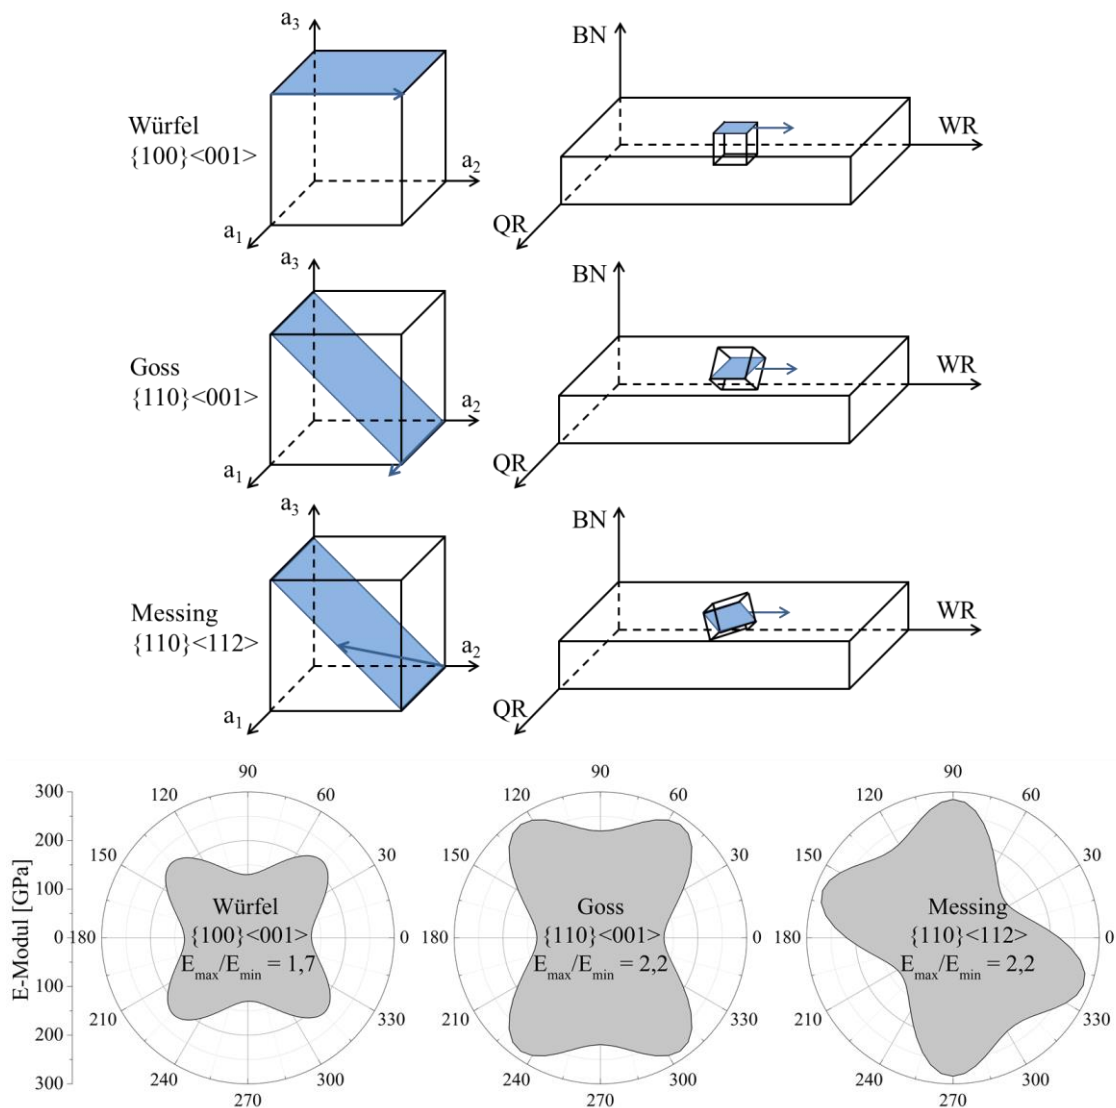 a3
BN
Würfel
{100}<001>
a2
WR
a1
QR
a3
BN
Goss
{110}<001>
a2
WR
a1
QR
a3
BN
Messing
{110}<112>
a2
WR
a1
QR
E-Modul [GPa]
300
200
100
0
100
200
300
90
120
60
150
30
180
0
210
330
240
300
270
Würfel
{100}<001>
Emax/Emin = 1,7
90
120
60
150
30
180
0
210
330
240
300
270
Goss
{110}<001>
Emax/Emin = 2,2
90
120
60
150
30
180
0
210
330
240
300
270
Messing
{110}<112>
Emax/Emin = 2,2